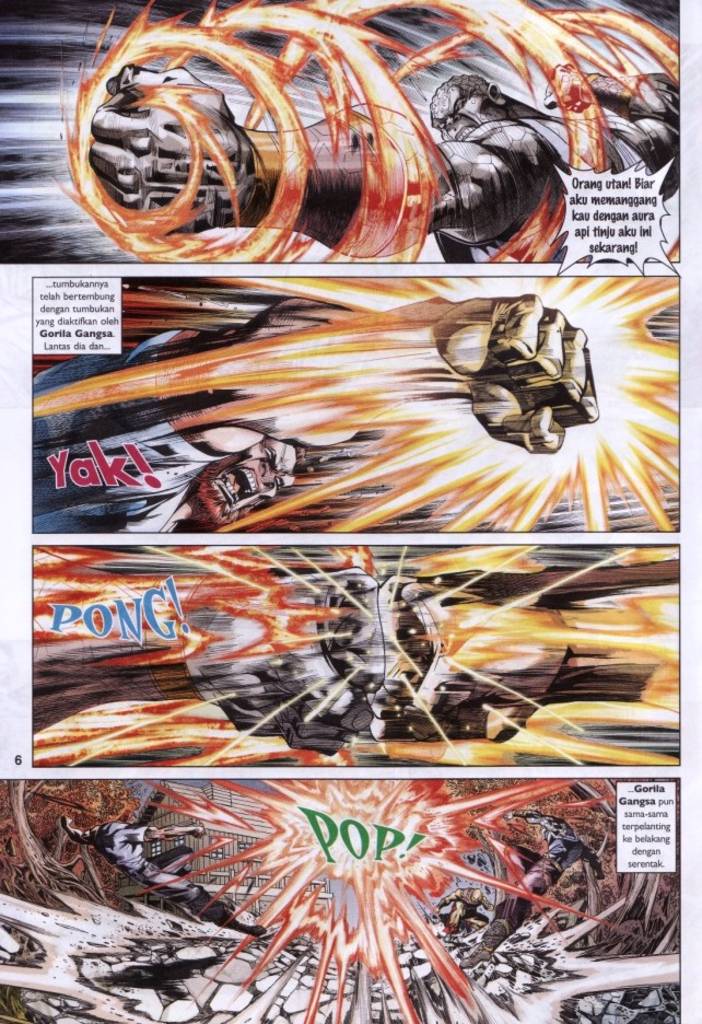 Orang utan! Biar
aku memanggang
kau dengan aura
api tinju aku ini
sekarang!
...tumbukannya
telah bertembung
dengan tumbukan
yang diaktifkan oleh
Gorila Gangsa.
Lantas dia dan...
Yak!
PONG!
6
POP!
...Gorila
Gangsa pun
sama-sama
terpelanting
ke belakang
dengan
serentak.